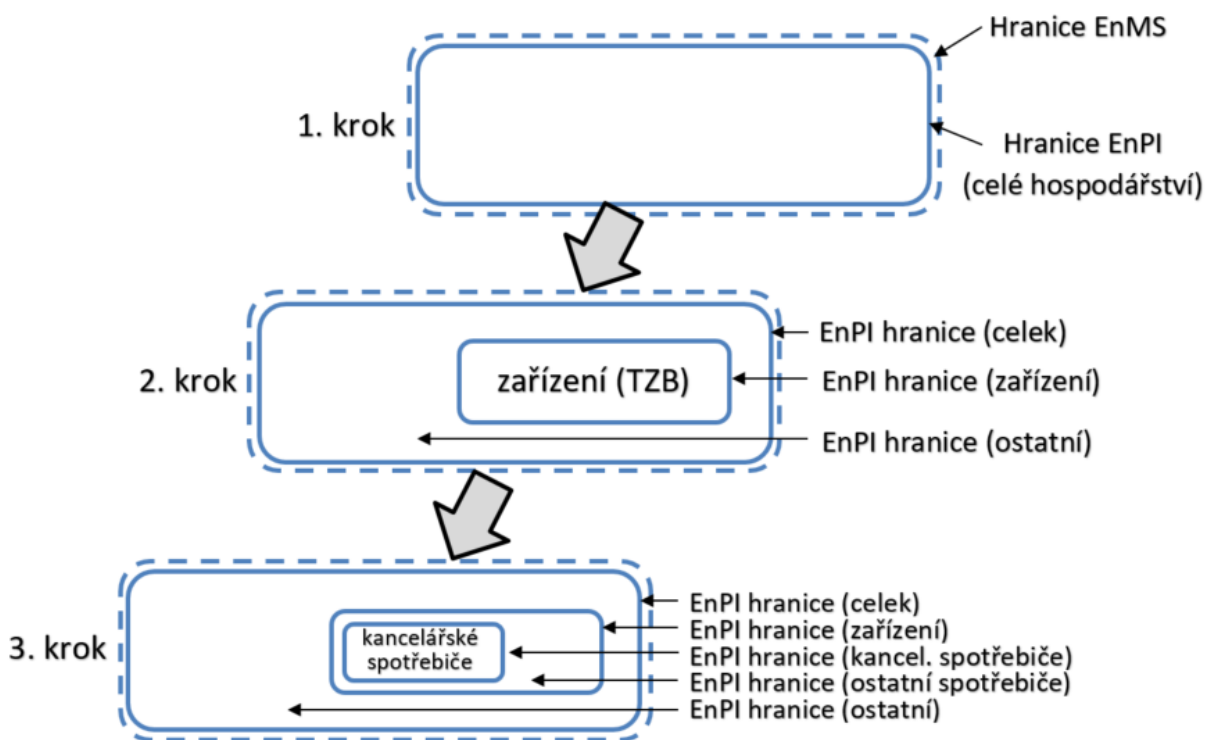 Hranice EnMS
1. krok
Hranice EnPI
(celé hospodářství)
2. krok
zařízení (TZB)
EnPI hranice (celek)
EnPI hranice (zařízení)
EnPI hranice (ostatní)
3. krok
kancelářské
spotřebiče
EnPI hranice (celek)
EnPI hranice (zařízení)
EnPI hranice (kancel. spotřebiče)
EnPI hranice (ostatní spotřebiče)
EnPI hranice (ostatní)